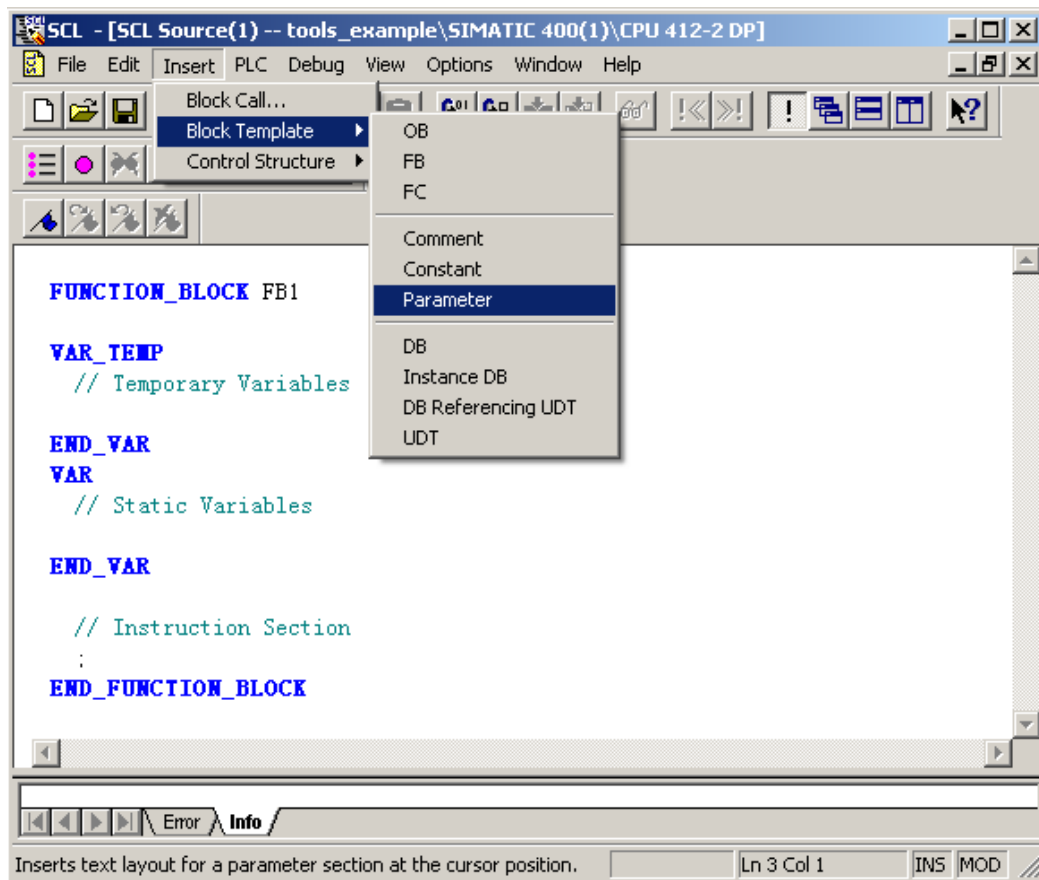 SCL - [SCL Source(1) -- tools_example\SIMATIC 400(1)\CPU 412-2 DP]
File Edit Insert PLC Debug View Options Window Help
Block Call...
Block Template
Control Structure
OB
FB
FC
Comment
Constant
Parameter
DB
Instance DB
DB Referencing UDT
UDT
FUNCTION_BLOCK FB1
VAR_TEMP
// Temporary Variables
END_VAR
VAR
// Static Variables
END_VAR
// Instruction Section
;
END_FUNCTION_BLOCK
Error Info
Inserts text layout for a parameter section at the cursor position. Ln 3 Col 1 INS MOD